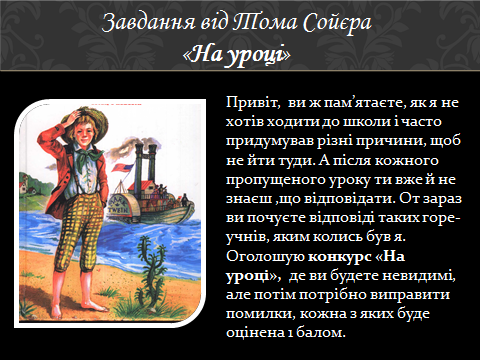 Завдання від Тома Сойєра
«На уроці»
Привіт, ви ж пам’ятаєте, як я не
хотів ходити до школи і часто
придумував різні причини, щоб
не йти туди. А після кожного
пропущеного уроку ти вже й не
знаєш ,що відповідати. От зараз
ви почуєте відповіді таких горе-
учнів, яким колись був я.
Оголошую конкурс «На
уроці», де ви будете невидимі,
але потім потрібно виправити
помилки, кожна з яких буде
оцінена 1 балом.